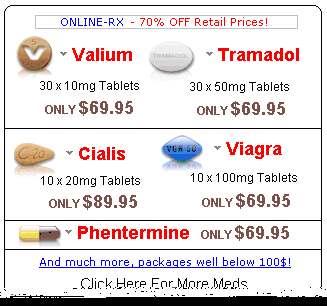 ONLINE-RX - 70% OFF Retail Prices!
Valium Tramadol
30 x 10mg Tablets 30 x 50mg Tablets
ONLY $69.95 ONLY $69.95
Cialis Viagra
10 x 20mg Tablets 10 x 100mg Tablets
ONLY $89.95 ONLY $69.95
Phentermine ONLY $69.95
And much more, packages well below 100$!
Click Here For More Meds
V
TRAMADOL
C20
VGR 50